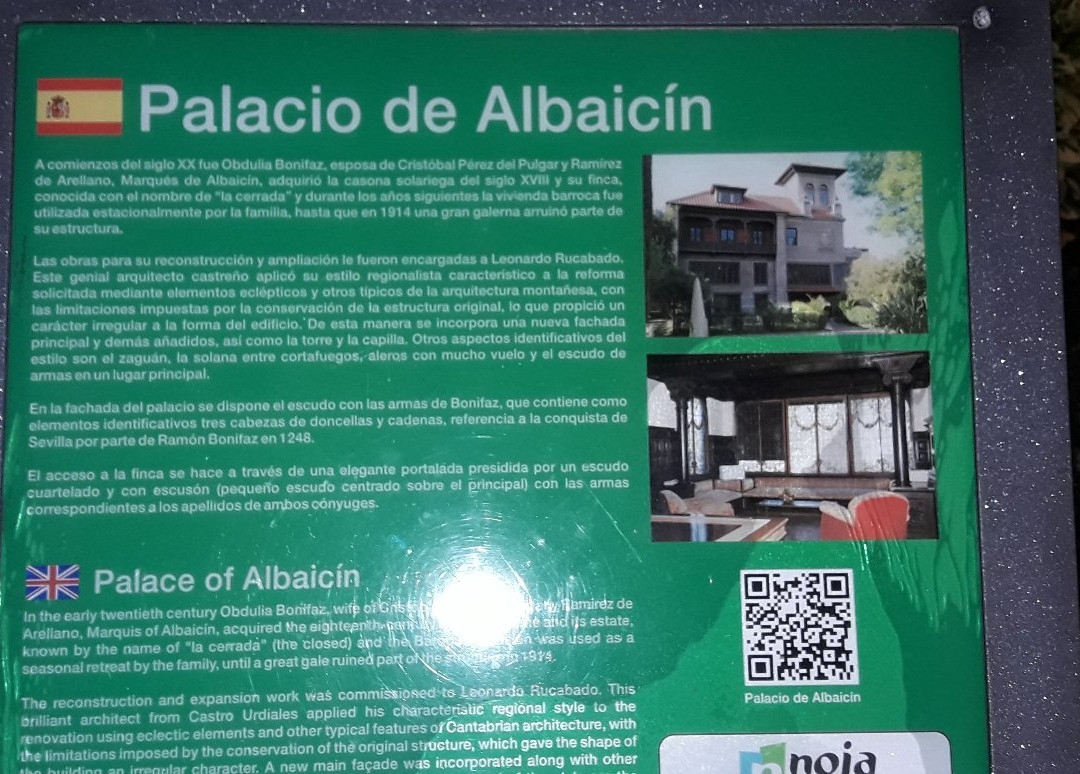 Palacio de Albaicín
A comienzos del siglo XX fue Obdulia Bonifaz, esposa de Cristóbal Pérez del Pulgar y Ramírez
de Arellano, Marqués de Albaicín, adquirió la casona solariega del siglo XVIII y su finca,
conocida con el nombre de “la cerrada” y durante los años siguientes la vivienda barroca fue
utilizada estacionalmente por la familia, hasta que en 1914 una gran galerna arruinó parte de
su estructura.
Las obras para su reconstrucción y ampliación le fueron encargadas a Leonardo Rucabado.
Este genial arquitecto castreño aplicó su estilo regionalista característico a la reforma
solicitada mediante elementos eclépticos y otros típicos de la arquitectura montañesa, con
las limitaciones impuestas por la conservación de la estructura original, lo que propició un
carácter irregular a la forma del edificio. De esta manera se incorpora una nueva fachada
principal y demás añadidos, así como la torre y la capilla. Otros aspectos identificativos del
estilo son el zaguán, la solana entre cortafuegos, aleros con mucho vuelo y el escudo de
armas en un lugar principal.
En la fachada del palacio se dispone el escudo con las armas de Bonifaz, que contiene como
elementos identificativos tres cabezas de doncellas y cadenas, referencia a la conquista de
Sevilla por parte de Ramón Bonifaz en 1248.
El acceso a la finca se hace a través de una elegante portalada presidida por un escudo
cuartelado y con escusón (pequeño escudo centrado sobre el principal) con las armas
correspondientes a los apellidos de ambos cónyuges.
Palace of Albaicín
In the early twentieth century Obdulia Bonifaz, wife of Ramirez de
Arellano, Marquis of Albaicín, acquired the eighteenth and its estate,
known by the name of “la cerrada” (the closed) and the was used as a
seasonal retreat by the family, until a great gale ruined part of the in 1914.
The reconstruction and expansion work was commissioned to Leonardo Rucabado. This
brilliant architect from Castro Urdiales applied his characteristic regional style to the
renovation using eclectic elements and other typical features of Cantabrian architecture, with
the limitations imposed by the conservation of the original structure, which gave the shape of
the building an irregular character. A new main façade was incorporated along with other
Palacio de Albaicín
noja